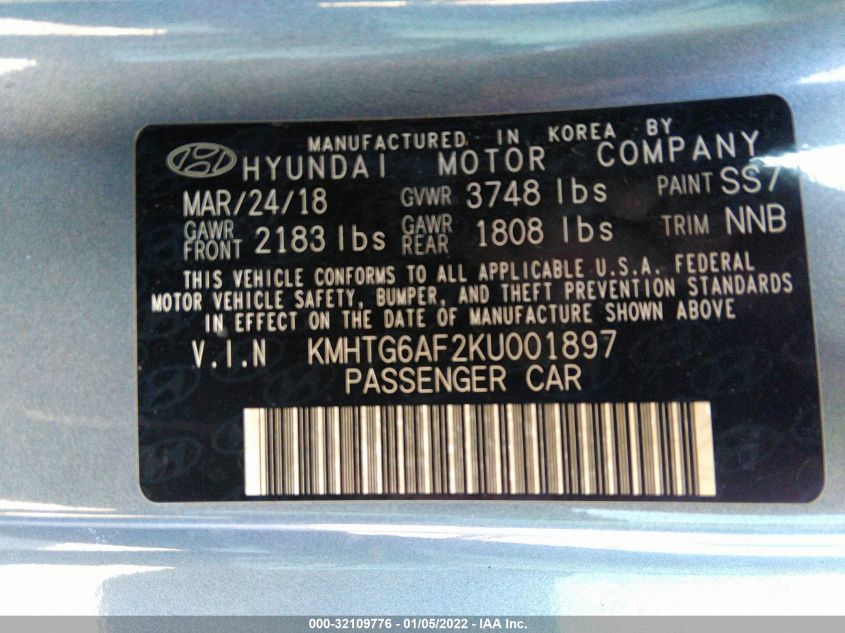 MANUFACTURED IN KOREA BY
HYUNDAI MOTOR COMPANY
MAR/24/18 GVWR 3748 lbs PAINT SS7
GAWR FRONT 2183 lbs GAWR REAR 1808 lbs TRIM NNB
THIS VEHICLE CONFORMS TO ALL APPLICABLE U.S.A. FEDERAL
MOTOR VEHICLE SAFETY, BUMPER, AND THEFT PREVENTION STANDARDS
IN EFFECT ON THE DATE OF MANUFACTURE SHOWN ABOVE
V.I.N KMHTG6AF2KU001897
PASSENGER CAR
000-32109776 - 01/05/2022 - IAA Inc.